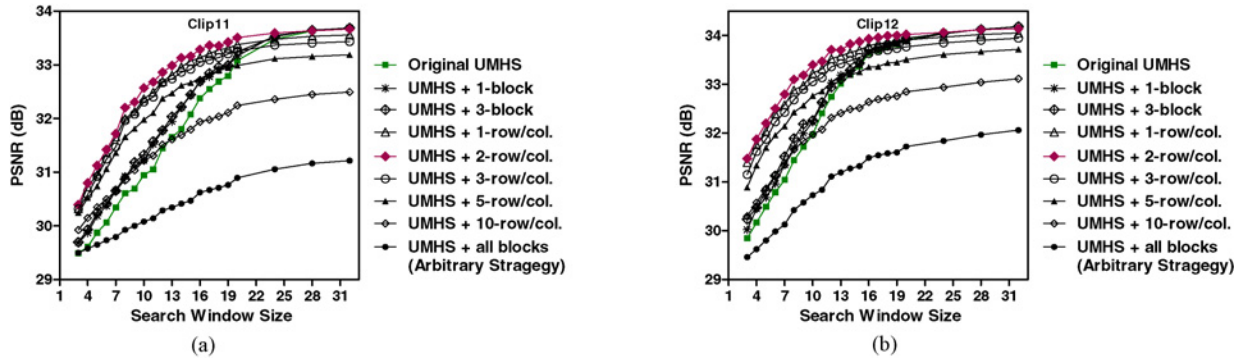 Clip11
34
33
32
31
30
29
PSNR (dB)
1 4 7 10 13 16 19 22 25 28 31
Search Window Size
Original UMHS
UMHS + 1-block
UMHS + 3-block
UMHS + 1-row/col.
UMHS + 2-row/col.
UMHS + 3-row/col.
UMHS + 5-row/col.
UMHS + 10-row/col.
UMHS + all blocks
(Arbitrary Stragegy)
(a)
Clip12
34
33
32
31
30
29
PSNR (dB)
1 4 7 10 13 16 19 22 25 28 31
Search Window Size
Original UMHS
UMHS + 1-block
UMHS + 3-block
UMHS + 1-row/col.
UMHS + 2-row/col.
UMHS + 3-row/col.
UMHS + 5-row/col.
UMHS + 10-row/col.
UMHS + all blocks
(Arbitrary Stragegy)
(b)